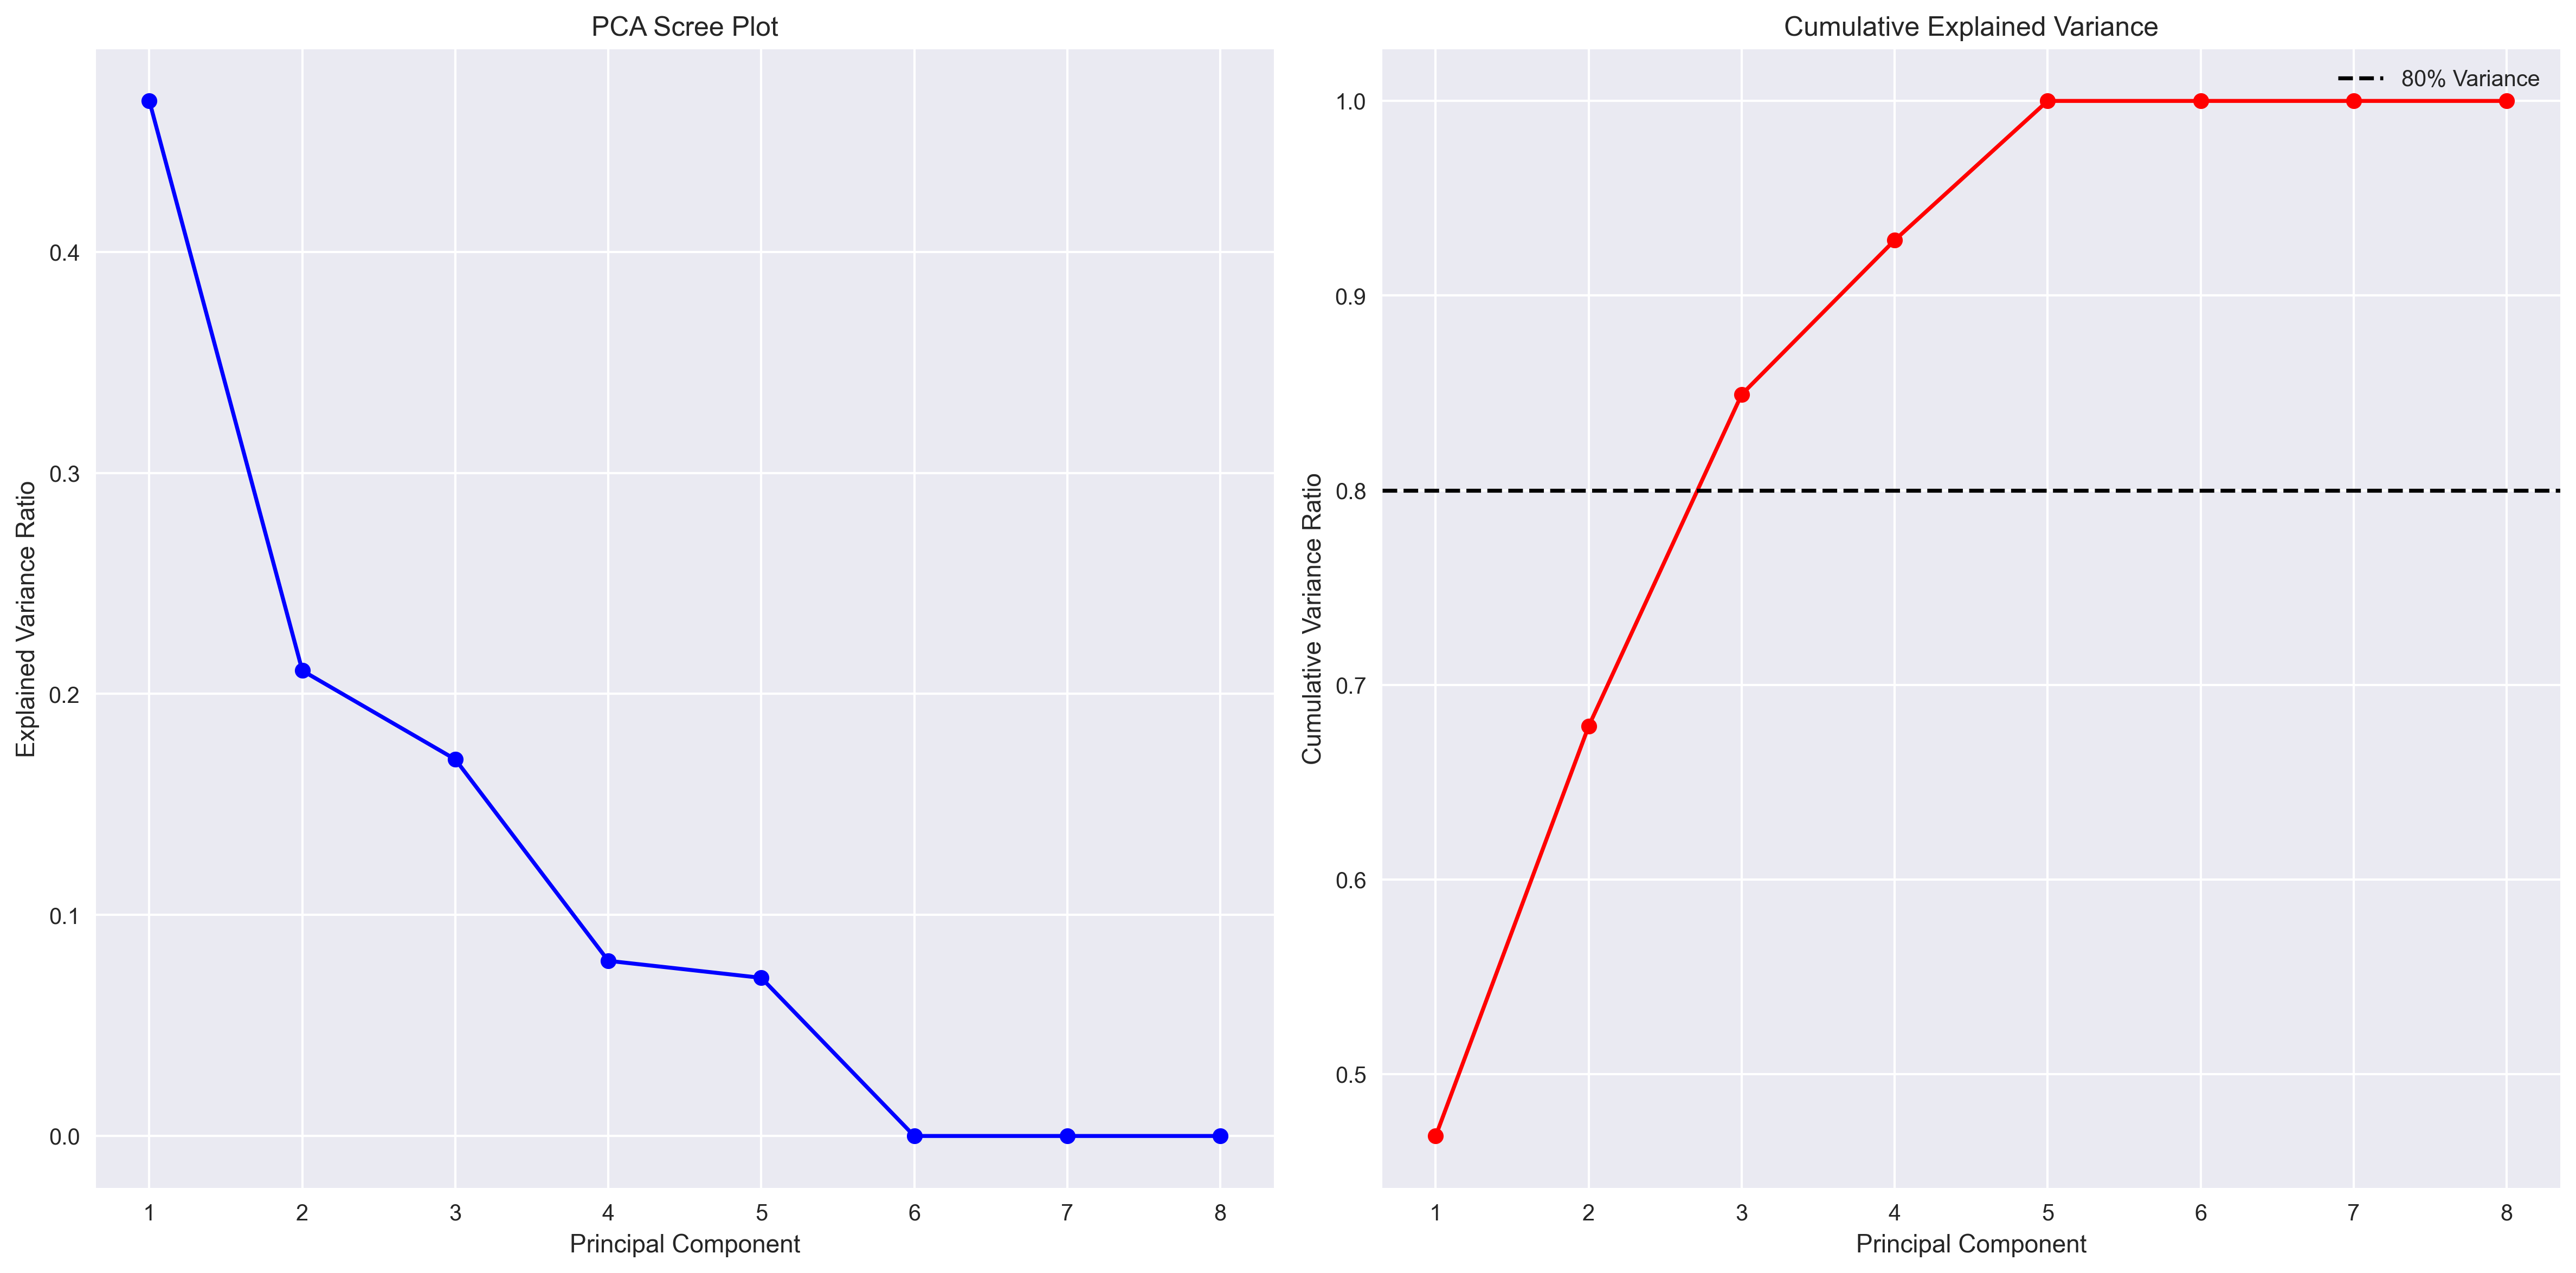 PCA Scree Plot
Explained Variance Ratio
0.4
0.3
0.2
0.1
0.0
1 2 3 4 5 6 7 8
Principal Component
Cumulative Explained Variance
80% Variance
Cumulative Variance Ratio
1.0
0.9
0.8
0.7
0.6
0.5
1 2 3 4 5 6 7 8
Principal Component